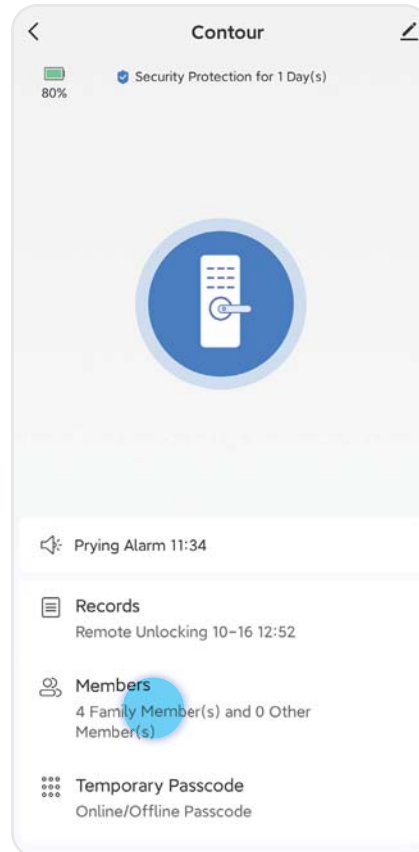 Contour
80%
Security Protection for 1 Day(s)
Prying Alarm 11:34
Records
Remote Unlocking 10-16 12:52
Members
4 Family Member(s) and 0 Other
Member(s)
Temporary Passcode
Online/Offline Passcode